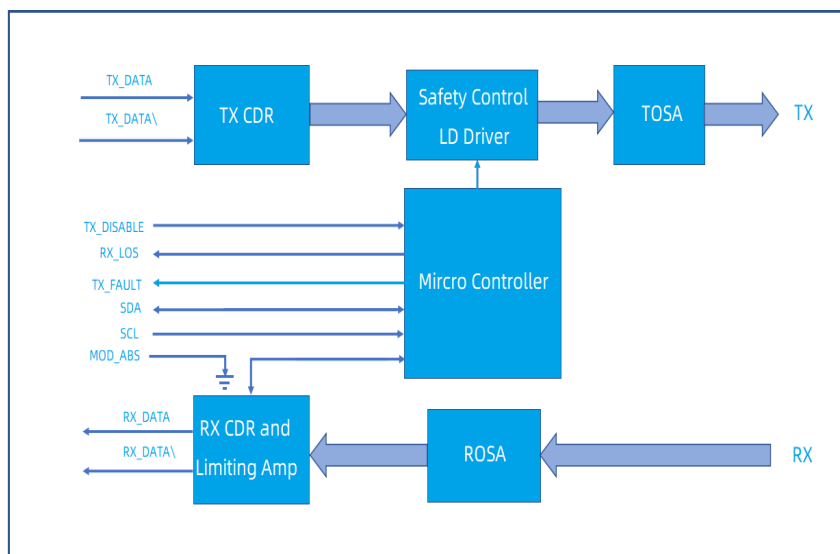 TX_DATA
TX_DATA\
TX CDR
Safety Control
LD Driver
TOSA
TX
TX_DISABLE
RX_LOS
TX_FAULT
SDA
SCL
MOD_ABS
Mircro Controller
RX_DATA
RX_DATA\
RX CDR and
Limiting Amp
ROSA
RX